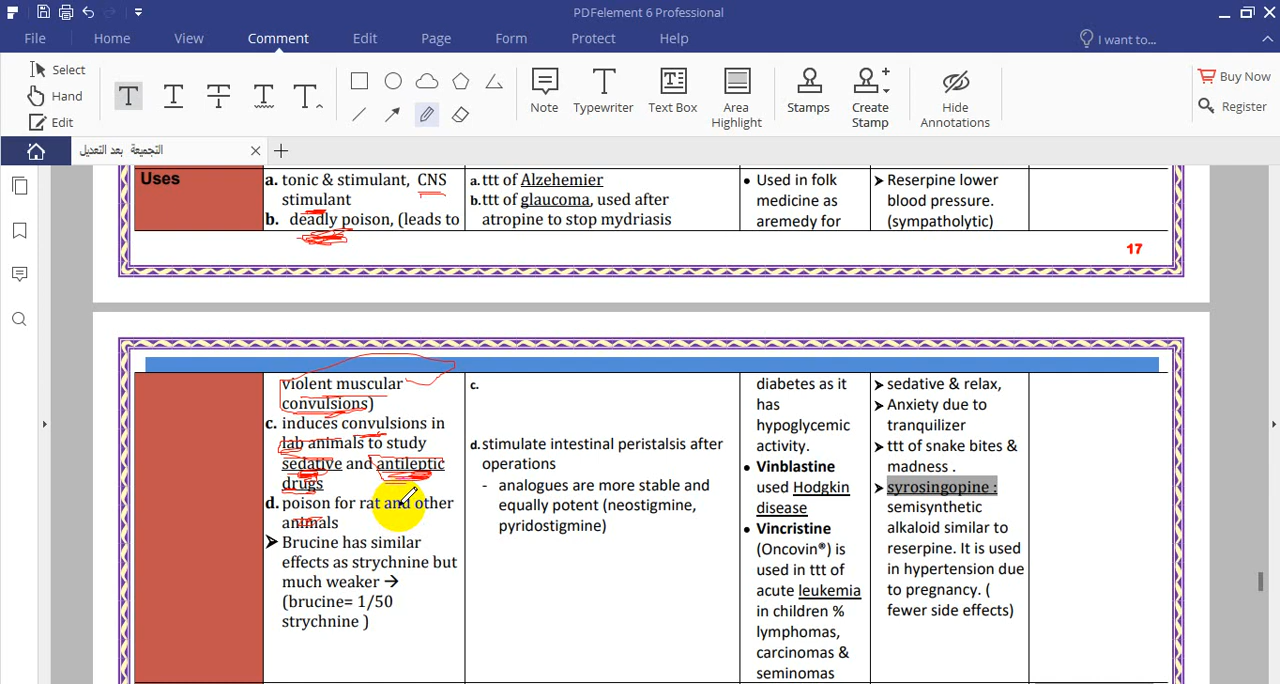 PDFelement 6 Professional
File Home View Comment Edit Page Form Protect Help I want to...
Select
Hand
Edit
Note Typewriter Text Box Area Highlight Stamps Create Stamp Hide Annotations
Buy Now
Register
التجميعة بعد التعديل
Uses
a. tonic & stimulant, CNS
stimulant
b. deadly poison, (leads to
a. ttt of Alzehemier
b. ttt of glaucoma, used after
atropine to stop mydriasis
• Used in folk
medicine as
aremedy for
➢ Reserpine lower
blood pressure.
(sympatholytic)
17
violent muscular
convulsions)
c. induces convulsions in
lab animals to study
sedative and antileptic
drugs
d. poison for rat and other
animals
➢ Brucine has similar
effects as strychnine but
much weaker →
(brucine= 1/50
strychnine )
c.
d. stimulate intestinal peristalsis after
operations
- analogues are more stable and
equally potent (neostigmine,
pyridostigmine)
diabetes as it
has
hypoglycemic
activity.
• Vinblastine
used Hodgkin
disease
• Vincristine
(Oncovin®) is
used in ttt of
acute leukemia
in children %
lymphomas,
carcinomas &
seminomas
➢ sedative & relax,
➢ Anxiety due to
tranquilizer
➢ ttt of snake bites &
madness .
➢ syrosingopine :
semisynthetic
alkaloid similar to
reserpine. It is used
in hypertension due
to pregnancy. (
fewer side effects)